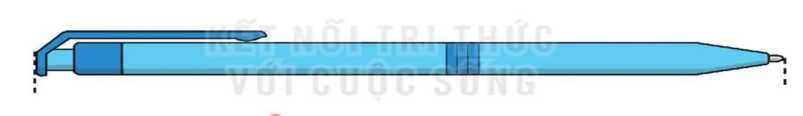 KẾT NỐI TRI THỨC
VỚI CUỘC SỐNG